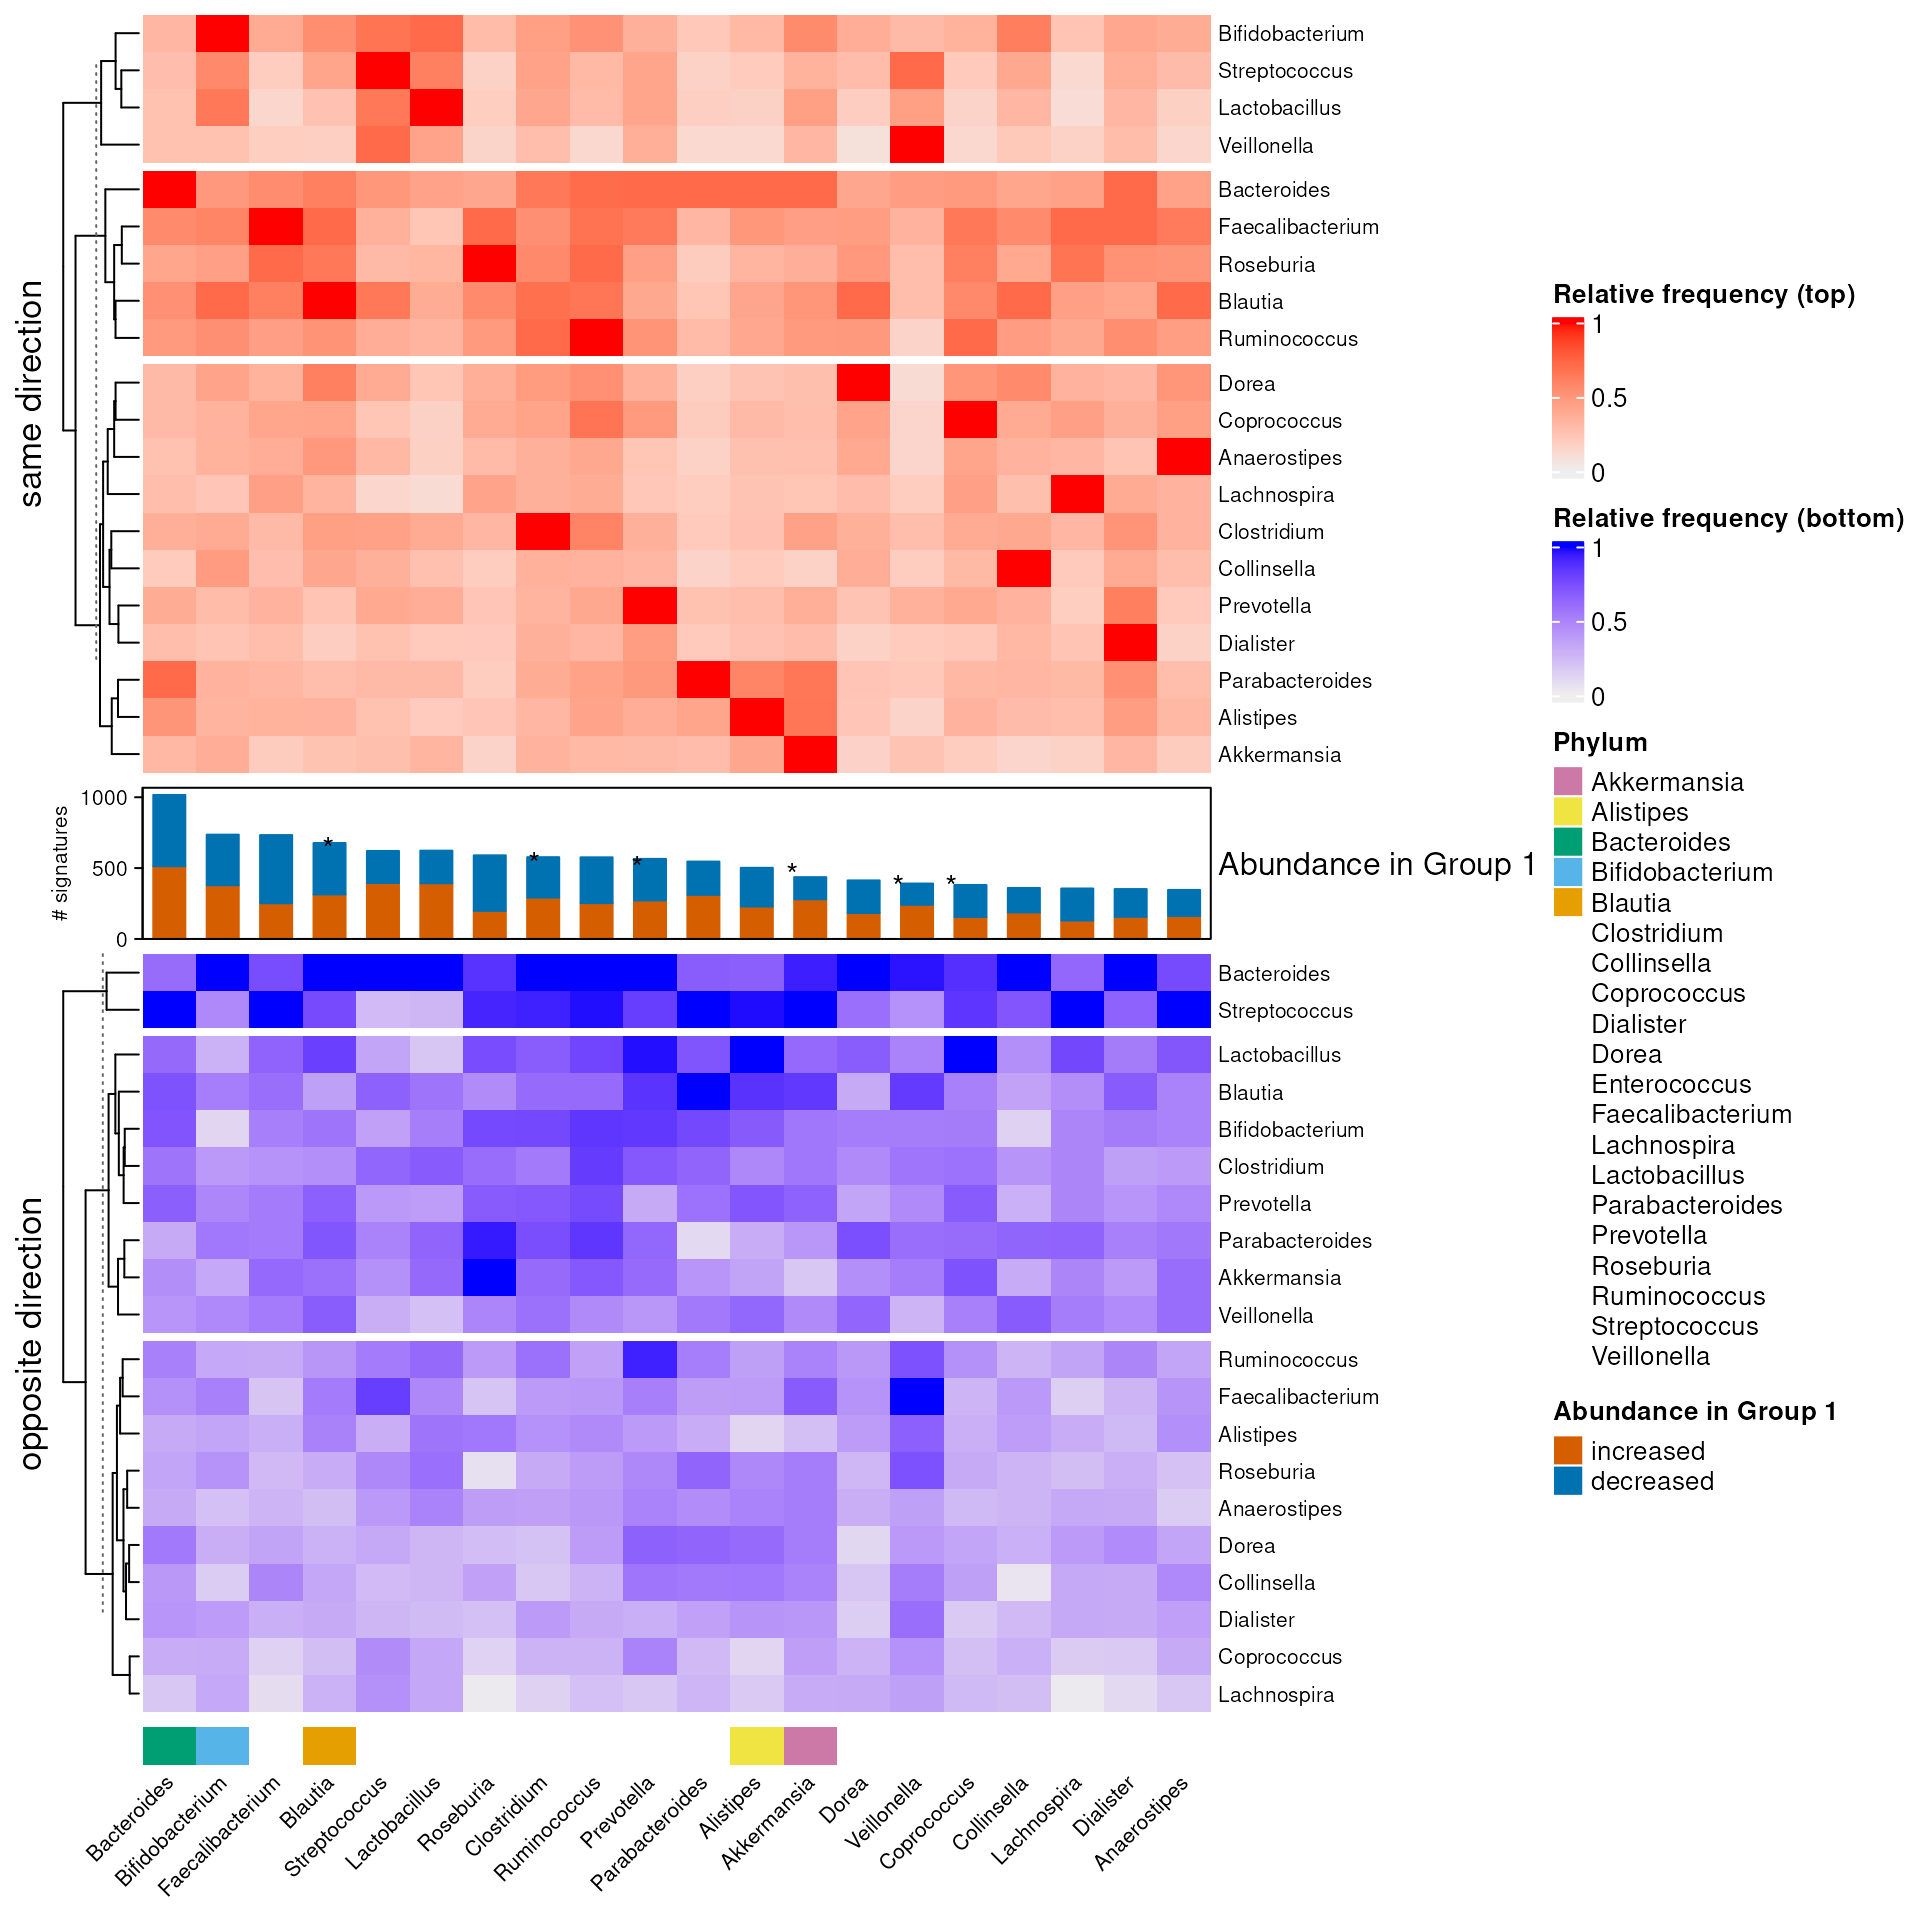 same direction
Bifidobacterium
Streptococcus
Lactobacillus
Veillonella
Bacteroides
Faecalibacterium
Roseburia
Blautia
Ruminococcus
Dorea
Coprococcus
Anaerostipes
Lachnospira
Clostridium
Collinsella
Prevotella
Dialister
Parabacteroides
Alistipes
Akkermansia
# signatures
1000
500
0
* * * * * *
Abundance in Group 1
opposite direction
Bacteroides
Streptococcus
Lactobacillus
Blautia
Bifidobacterium
Clostridium
Prevotella
Parabacteroides
Akkermansia
Veillonella
Ruminococcus
Faecalibacterium
Alistipes
Roseburia
Anaerostipes
Dorea
Collinsella
Dialister
Coprococcus
Lachnospira
Bacteroides
Bifidobacterium
Faecalibacterium
Blautia
Streptococcus
Lactobacillus
Roseburia
Clostridium
Ruminococcus
Prevotella
Parabacteroides
Alistipes
Akkermansia
Dorea
Veillonella
Coprococcus
Collinsella
Lachnospira
Dialister
Anaerostipes
Relative frequency (top)
1
0.5
0
Relative frequency (bottom)
1
0.5
0
Phylum
Akkermansia
Alistipes
Bacteroides
Bifidobacterium
Blautia
Clostridium
Collinsella
Coprococcus
Dialister
Dorea
Enterococcus
Faecalibacterium
Lachnospira
Lactobacillus
Parabacteroides
Prevotella
Roseburia
Ruminococcus
Streptococcus
Veillonella
Abundance in Group 1
increased
decreased